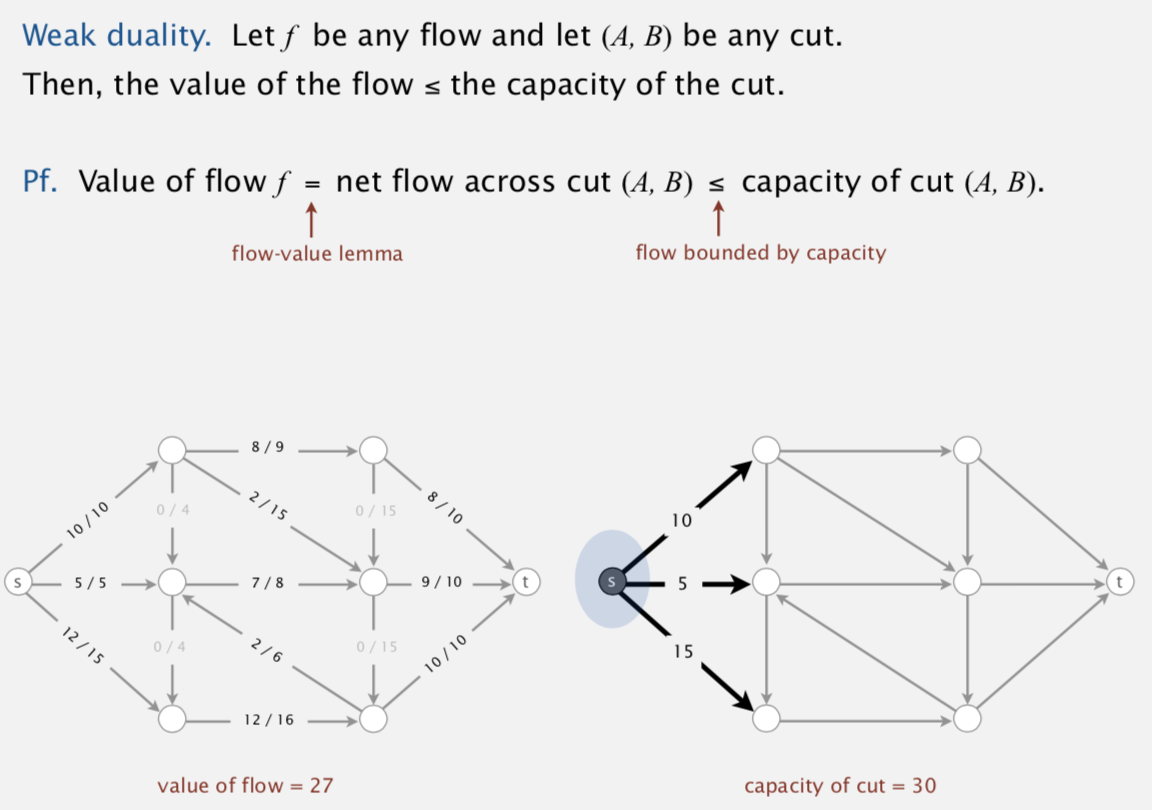 Weak duality. Let f be any flow and let (A, B) be any cut.
Then, the value of the flow ≤ the capacity of the cut.
Pf. Value of flow f = net flow across cut (A, B) ≤ capacity of cut (A, B).
flow-value lemma
flow bounded by capacity
8 / 9
2 / 15
8 / 10
10 / 10
0 / 4
0 / 15
s
5 / 5
7 / 8
9 / 10
t
12 / 15
0 / 4
2 / 6
0 / 15
10 / 10
12 / 16
value of flow = 27
10
s
5
t
15
capacity of cut = 30